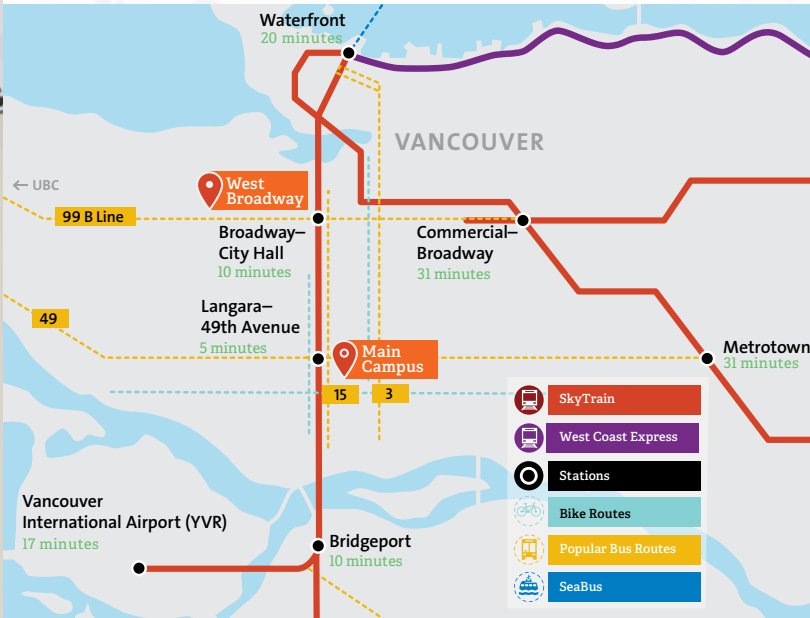 Waterfront
20 minutes
VANCOUVER
← UBC
West
Broadway
99 B Line
Broadway–
City Hall
10 minutes
Commercial–
Broadway
31 minutes
Langara–
49th Avenue
5 minutes
49
Main
Campus
Metrotown
31 minutes
15
3
SkyTrain
West Coast Express
Stations
Bike Routes
Popular Bus Routes
SeaBus
Vancouver
International Airport (YVR)
17 minutes
Bridgeport
10 minutes